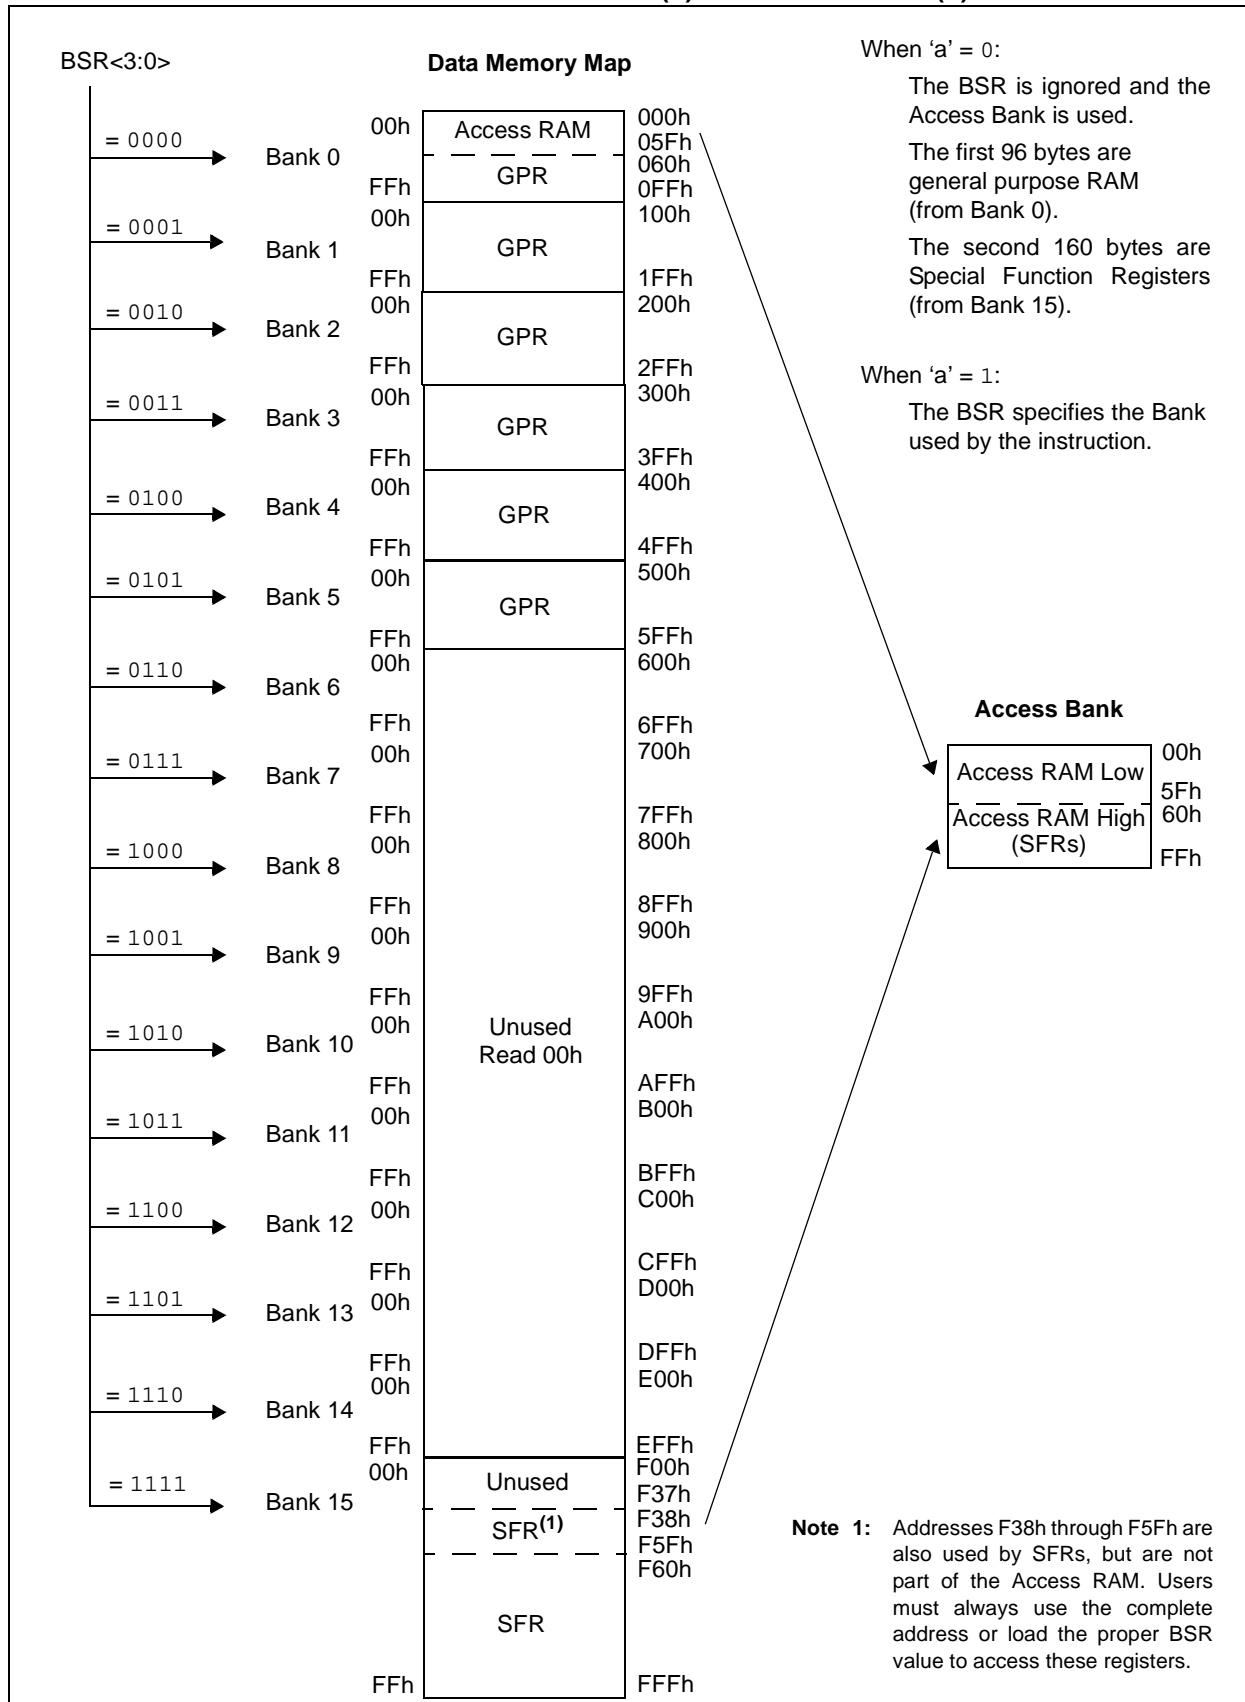 BSR<3:0>
Data Memory Map
When ‘a’ = 0:
The BSR is ignored and the
Access Bank is used.
The first 96 bytes are
general purpose RAM
(from Bank 0).
The second 160 bytes are
Special Function Registers
(from Bank 15).
When ‘a’ = 1:
The BSR specifies the Bank
used by the instruction.
= 0000
Bank 0
00h
Access RAM
000h
05Fh
060h
GPR
FFh
0FFh
= 0001
Bank 1
00h
100h
GPR
FFh
1FFh
= 0010
Bank 2
00h
200h
GPR
FFh
2FFh
= 0011
Bank 3
00h
300h
GPR
FFh
3FFh
= 0100
Bank 4
00h
400h
GPR
FFh
4FFh
= 0101
Bank 5
00h
500h
GPR
FFh
5FFh
= 0110
Bank 6
00h
600h
FFh
6FFh
= 0111
Bank 7
00h
700h
FFh
7FFh
= 1000
Bank 8
00h
800h
FFh
8FFh
= 1001
Bank 9
00h
900h
FFh
9FFh
= 1010
Bank 10
00h
A00h
Unused
Read 00h
FFh
AFFh
= 1011
Bank 11
00h
B00h
FFh
BFFh
= 1100
Bank 12
00h
C00h
FFh
CFFh
= 1101
Bank 13
00h
D00h
FFh
DFFh
= 1110
Bank 14
00h
E00h
FFh
EFFh
= 1111
Bank 15
00h
F00h
Unused
F37h
F38h
SFR(1)
F5Fh
F60h
SFR
FFh
FFFh
Access Bank
Access RAM Low
00h
5Fh
Access RAM High
(SFRs)
60h
FFh
Note 1: Addresses F38h through F5Fh are
also used by SFRs, but are not
part of the Access RAM. Users
must always use the complete
address or load the proper BSR
value to access these registers.